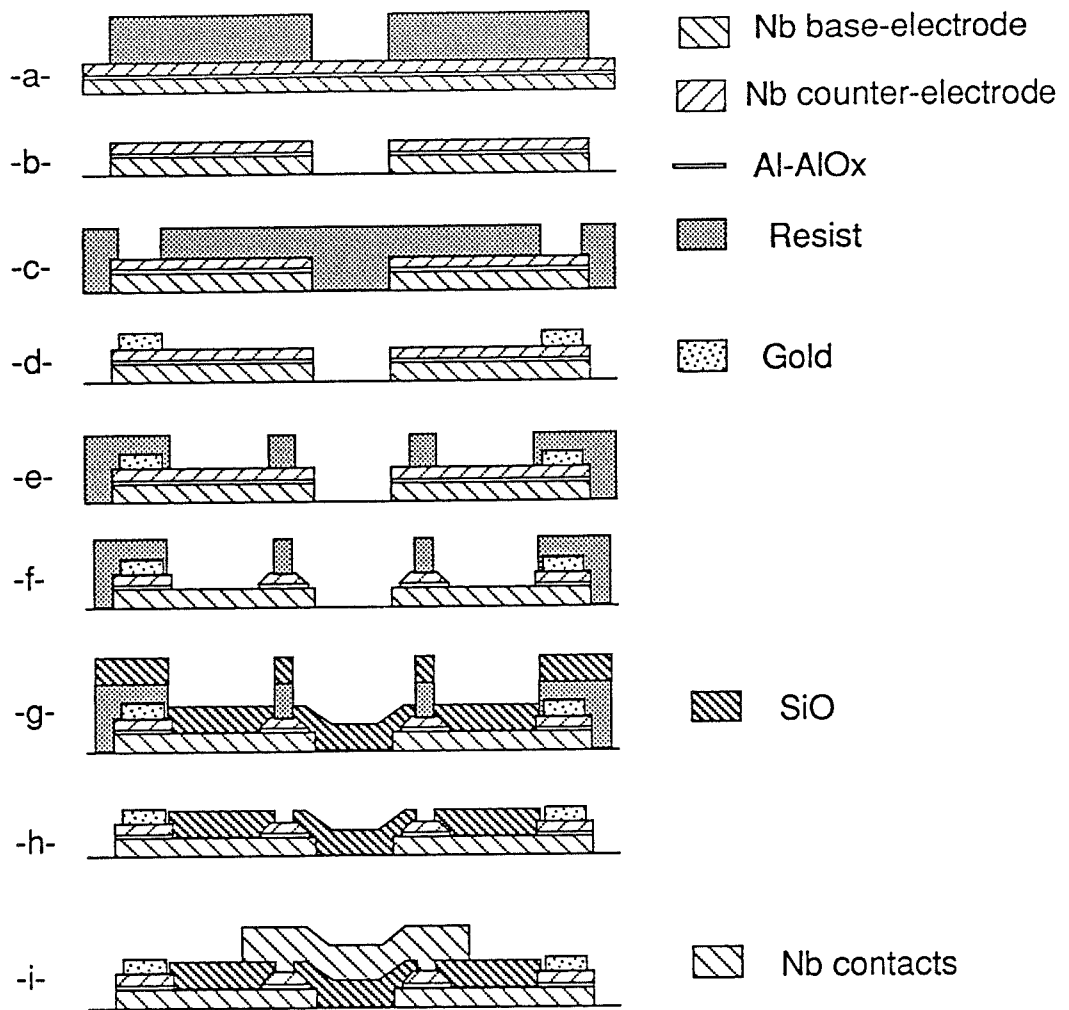 Nb base-electrode
-a-
Nb counter-electrode
-b-
Al-AlOx
Resist
-c-
-d-
Gold
-e-
-f-
-g-
SiO
-h-
-i-
Nb contacts